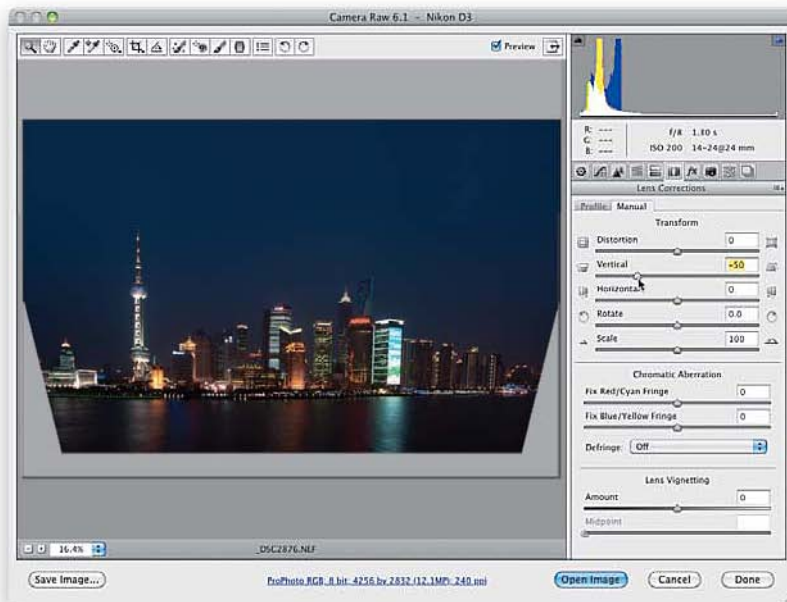 Camera Raw 6.1 - Nikon D3
Preview
R: ---
G: ---
B: ---
f/8 1.30 s
ISO 200 14-24@24 mm
fx
Lens Corrections
Profile Manual
Transform
Distortion 0
Vertical -50
Horizontal 0
Rotate 0.0
Scale 100
Chromatic Aberration
Fix Red/Cyan Fringe 0
Fix Blue/Yellow Fringe 0
Defringe: Off
Lens Vignetting
Amount 0
Midpoint
16.4%
_DSC2876.NEF
Save Image...
ProPhoto RGB; 8 bit; 4256 by 2832 (12.1MP); 240 ppi
Open Image
Cancel
Done